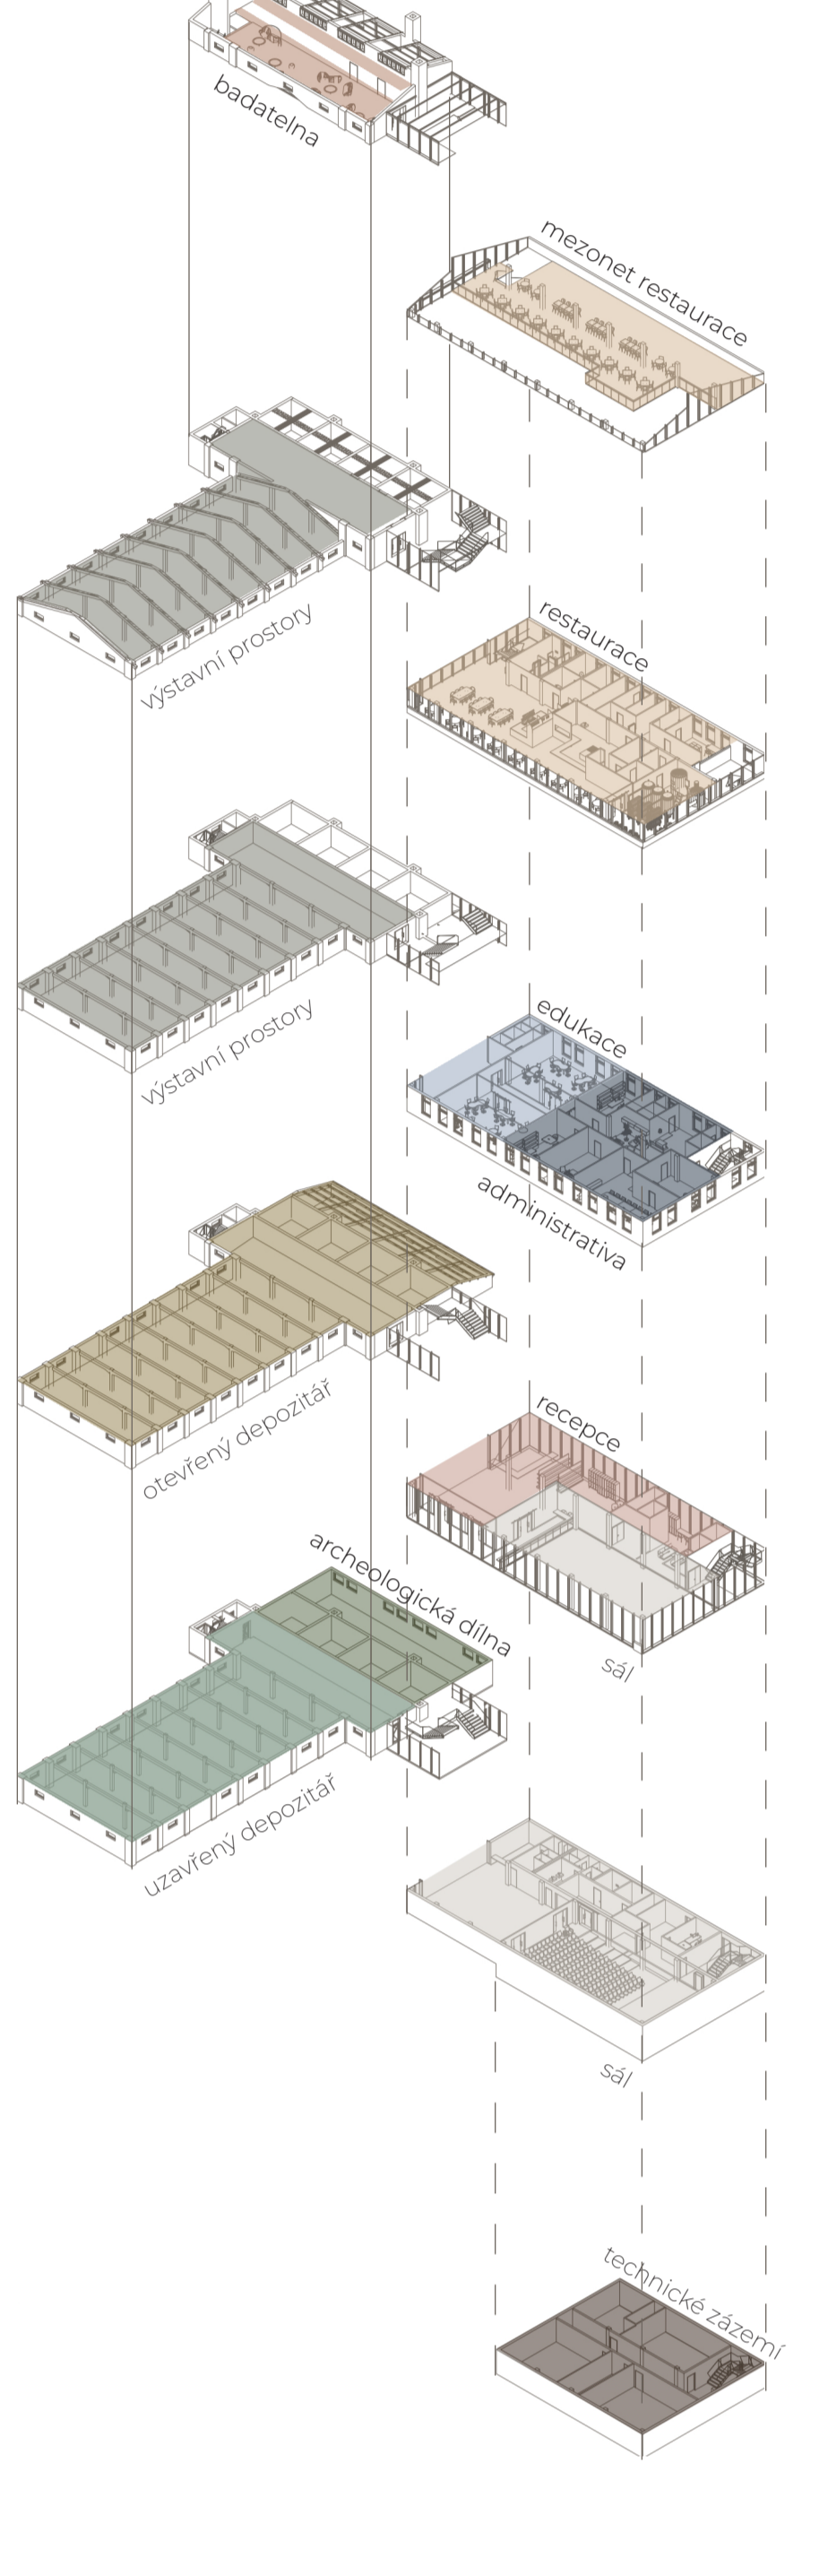 badatelna
mezonet restaurace
výstavní prostory
restaurace
výstavní prostory
edukace
administrativa
otevřený depozitář
recepce
archeologická dílna
sál
uzavřený depozitář
sál
technické zázemí